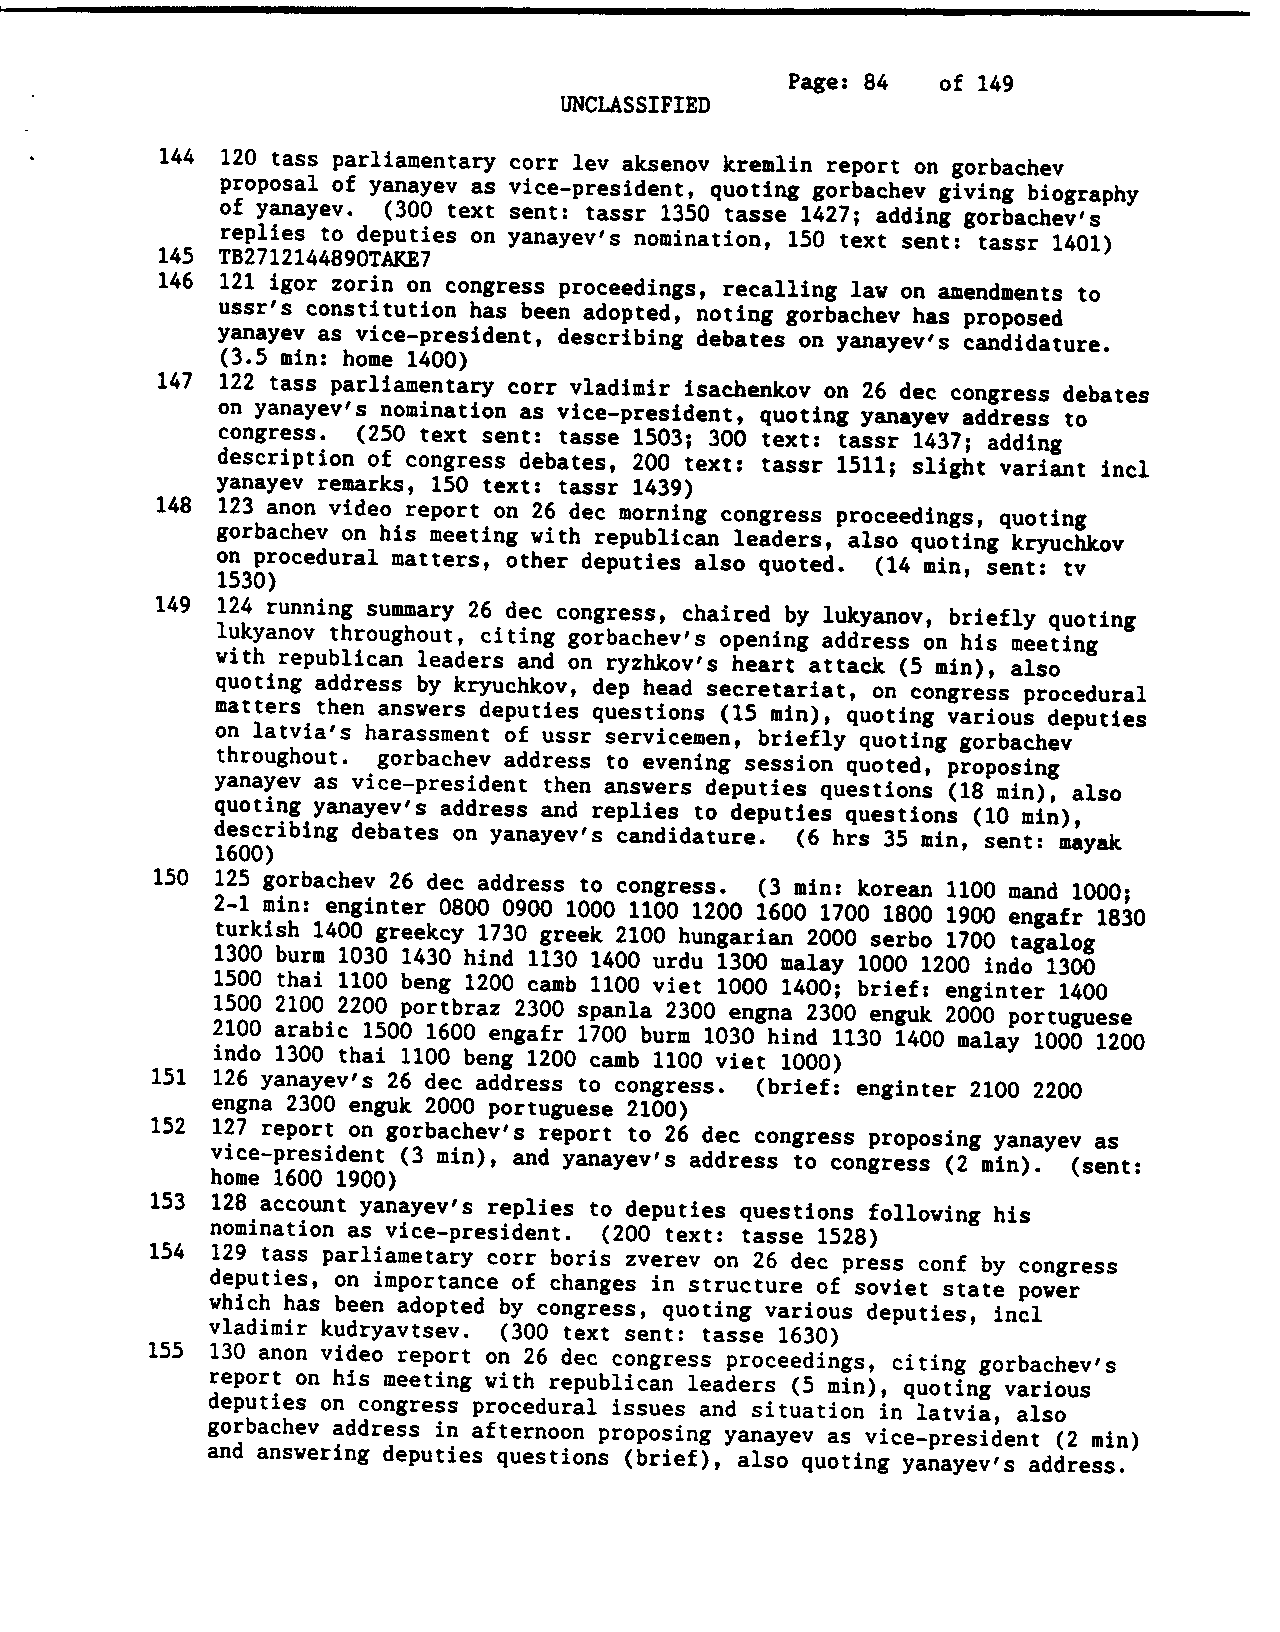 Page: 84 of 149
UNCLASSIFIED
144 120 tass parliamentary corr lev aksenov kremlin report on gorbachev
proposal of yanayev as vice-president, quoting gorbachev giving biography
of yanayev. (300 text sent: tassr 1350 tasse 1427; adding gorbachev's
replies to deputies on yanayev's nomination, 150 text sent: tassr 1401)
145 TB2712144890TAKE7
146 121 igor zorin on congress proceedings, recalling law on amendments to
ussr's constitution has been adopted, noting gorbachev has proposed
yanayev as vice-president, describing debates on yanayev's candidature.
(3.5 min: home 1400)
147 122 tass parliamentary corr vladimir isachenkov on 26 dec congress debates
on yanayev's nomination as vice-president, quoting yanayev address to
congress. (250 text sent: tasse 1503; 300 text: tassr 1437; adding
description of congress debates, 200 text: tassr 1511; slight variant incl
yanayev remarks, 150 text: tassr 1439)
148 123 anon video report on 26 dec morning congress proceedings, quoting
gorbachev on his meeting with republican leaders, also quoting kryuchkov
on procedural matters, other deputies also quoted. (14 min, sent: tv
1530)
149 124 running summary 26 dec congress, chaired by lukyanov, briefly quoting
lukyanov throughout, citing gorbachev's opening address on his meeting
with republican leaders and on ryzhkov's heart attack (5 min), also
quoting address by kryuchkov, dep head secretariat, on congress procedural
matters then answers deputies questions (15 min), quoting various deputies
on latvia's harassment of ussr servicemen, briefly quoting gorbachev
throughout. gorbachev address to evening session quoted, proposing
yanayev as vice-president then answers deputies questions (18 min), also
quoting yanayev's address and replies to deputies questions (10 min),
describing debates on yanayev's candidature. (6 hrs 35 min, sent: mayak
1600)
150 125 gorbachev 26 dec address to congress. (3 min: korean 1100 mand 1000;
2-1 min: enginter 0800 0900 1000 1100 1200 1600 1700 1800 1900 engafr 1830
turkish 1400 greekcy 1730 greek 2100 hungarian 2000 serbo 1700 tagalog
1300 burm 1030 1430 hind 1130 1400 urdu 1300 malay 1000 1200 indo 1300
1500 thai 1100 beng 1200 camb 1100 viet 1000 1400; brief: enginter 1400
1500 2100 2200 portbraz 2300 spanla 2300 engna 2300 enguk 2000 portuguese
2100 arabic 1500 1600 engafr 1700 burm 1030 hind 1130 1400 malay 1000 1200
indo 1300 thai 1100 beng 1200 camb 1100 viet 1000)
151 126 yanayev's 26 dec address to congress. (brief: enginter 2100 2200
engna 2300 enguk 2000 portuguese 2100)
152 127 report on gorbachev's report to 26 dec congress proposing yanayev as
vice-president (3 min), and yanayev's address to congress (2 min). (sent:
home 1600 1900)
153 128 account yanayev's replies to deputies questions following his
nomination as vice-president. (200 text: tasse 1528)
154 129 tass parliametary corr boris zverev on 26 dec press conf by congress
deputies, on importance of changes in structure of soviet state power
which has been adopted by congress, quoting various deputies, incl
vladimir kudryavtsev. (300 text sent: tasse 1630)
155 130 anon video report on 26 dec congress proceedings, citing gorbachev's
report on his meeting with republican leaders (5 min), quoting various
deputies on congress procedural issues and situation in latvia, also
gorbachev address in afternoon proposing yanayev as vice-president (2 min)
and answering deputies questions (brief), also quoting yanayev's address.